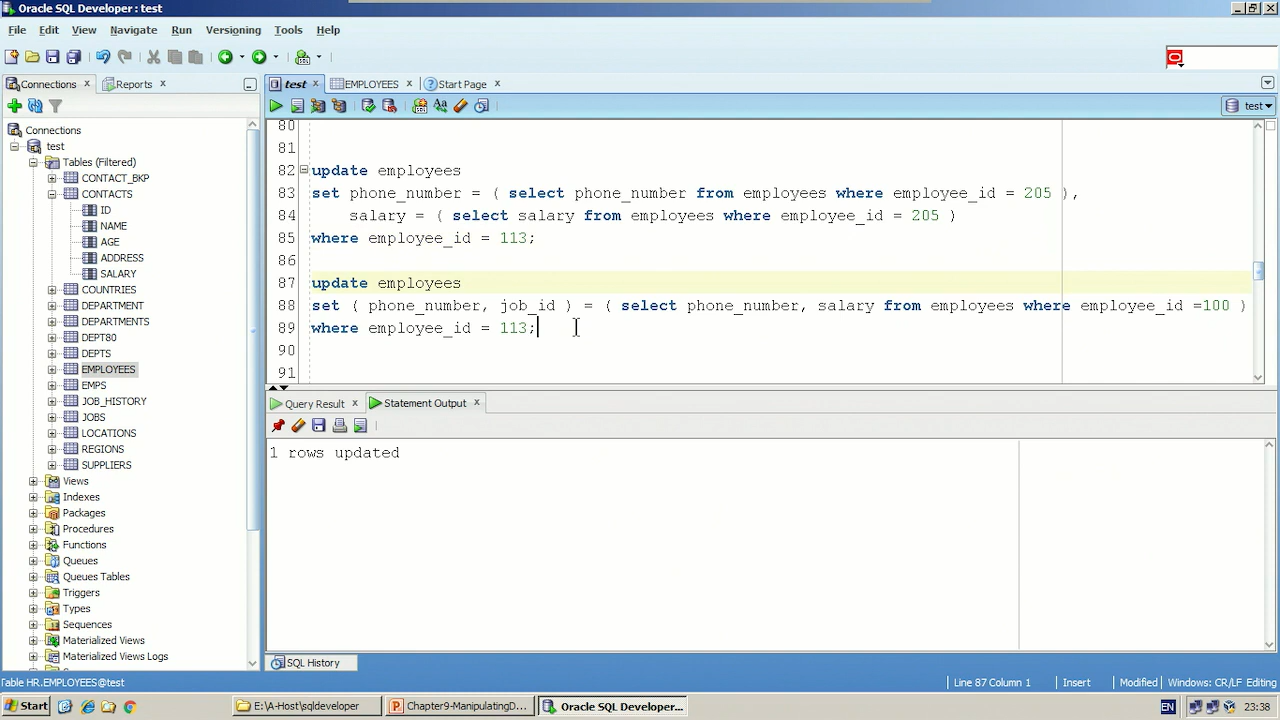 Oracle SQL Developer : test
File Edit View Navigate Run Versioning Tools Help
Connections Reports test EMPLOYEES Start Page
test
Connections
test
Tables (Filtered)
CONTACT_BKP
CONTACTS
ID
NAME
AGE
ADDRESS
SALARY
COUNTRIES
DEPARTMENT
DEPARTMENTS
DEPT80
DEPTS
EMPLOYEES
EMPS
JOB_HISTORY
JOBS
LOCATIONS
REGIONS
SUPPLIERS
Views
Indexes
Packages
Procedures
Functions
Queues
Queues Tables
Triggers
Types
Sequences
Materialized Views
Materialized Views Logs
80
81
82 update employees
83 set phone_number = ( select phone_number from employees where employee_id = 205 ),
84 salary = ( select salary from employees where employee_id = 205 )
85 where employee_id = 113;
86
87 update employees
88 set ( phone_number, job_id ) = ( select phone_number, salary from employees where employee_id =100 )
89 where employee_id = 113;
90
91
Query Result Statement Output
1 rows updated
SQL History
Table HR.EMPLOYEES@test Line 87 Column 1 Insert Modified Windows: CR/LF Editing
Start E:\A-Host\sqldeveloper Chapter9-ManipulatingD... Oracle SQL Developer... EN 23:38